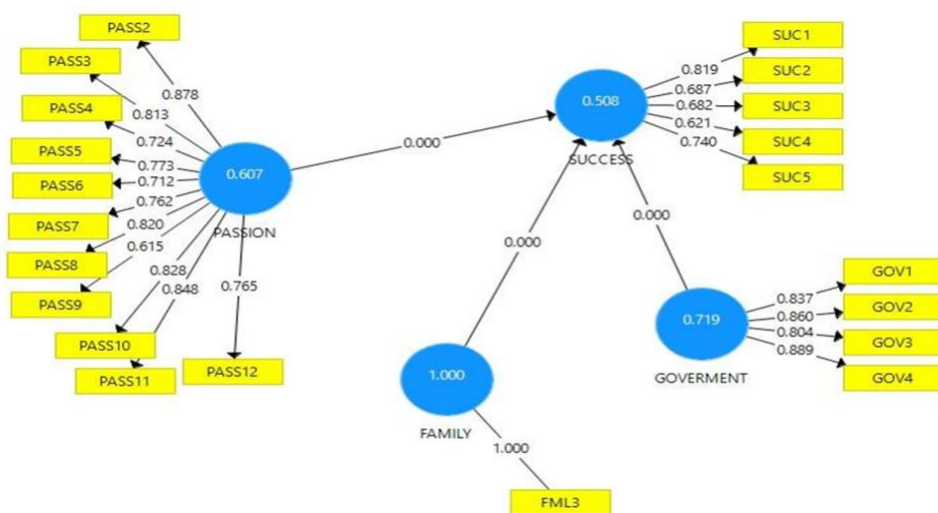 PASS2
PASS3
PASS4
PASS5
PASS6
PASS7
PASS8
PASS9
PASS10
PASS11
PASS12
0.878
0.813
0.724
0.773
0.712
0.762
0.820
0.615
0.828
0.848
0.765
0.607
PASSION
0.000
0.508
SUCCESS
0.819
0.687
0.682
0.621
0.740
SUC1
SUC2
SUC3
SUC4
SUC5
0.000
0.000
1.000
FAMILY
1.000
FML3
0.719
GOVERMENT
0.837
0.860
0.804
0.889
GOV1
GOV2
GOV3
GOV4